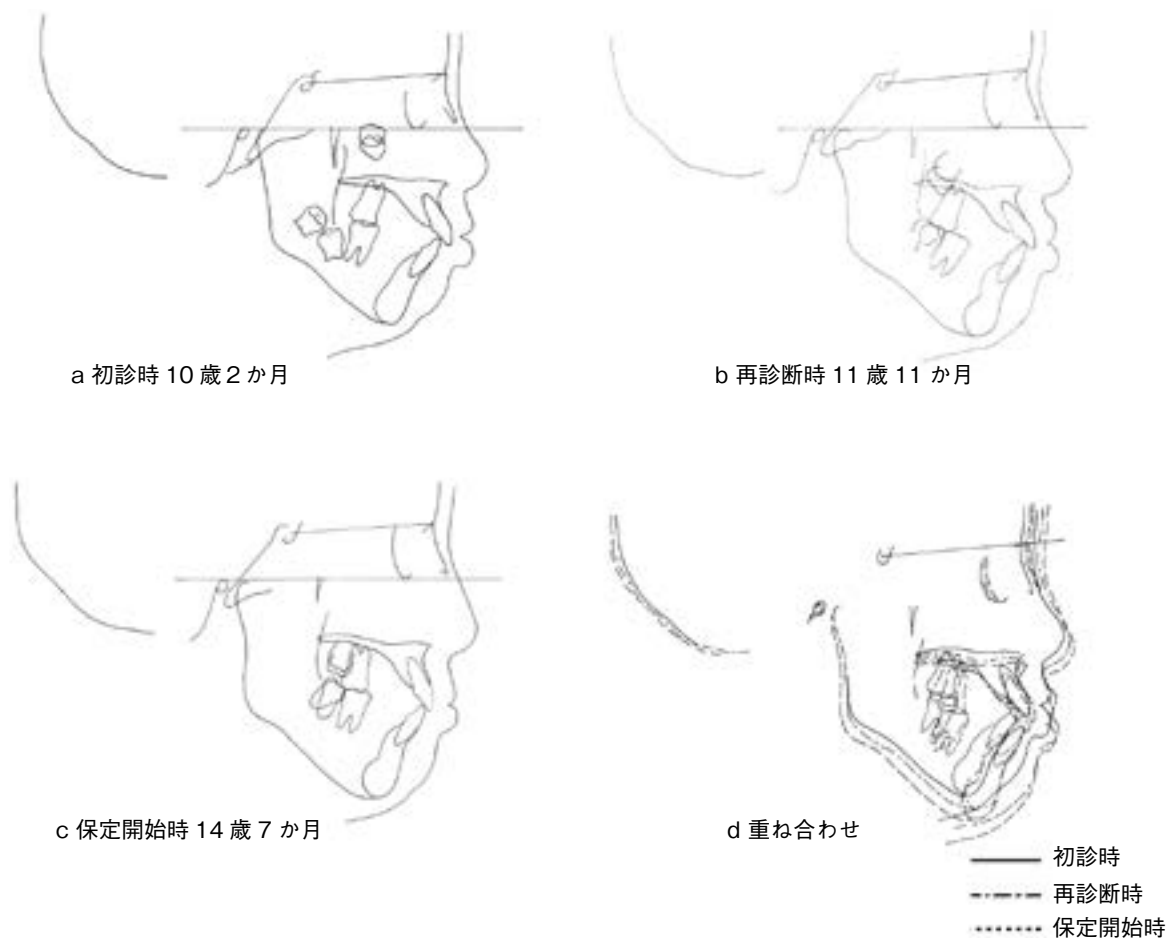 a 初診時 10 歳 2 か月
b 再診断時 11 歳 11 か月
c 保定開始時 14 歳 7 か月
d 重ね合わせ
初診時
再診断時
保定開始時